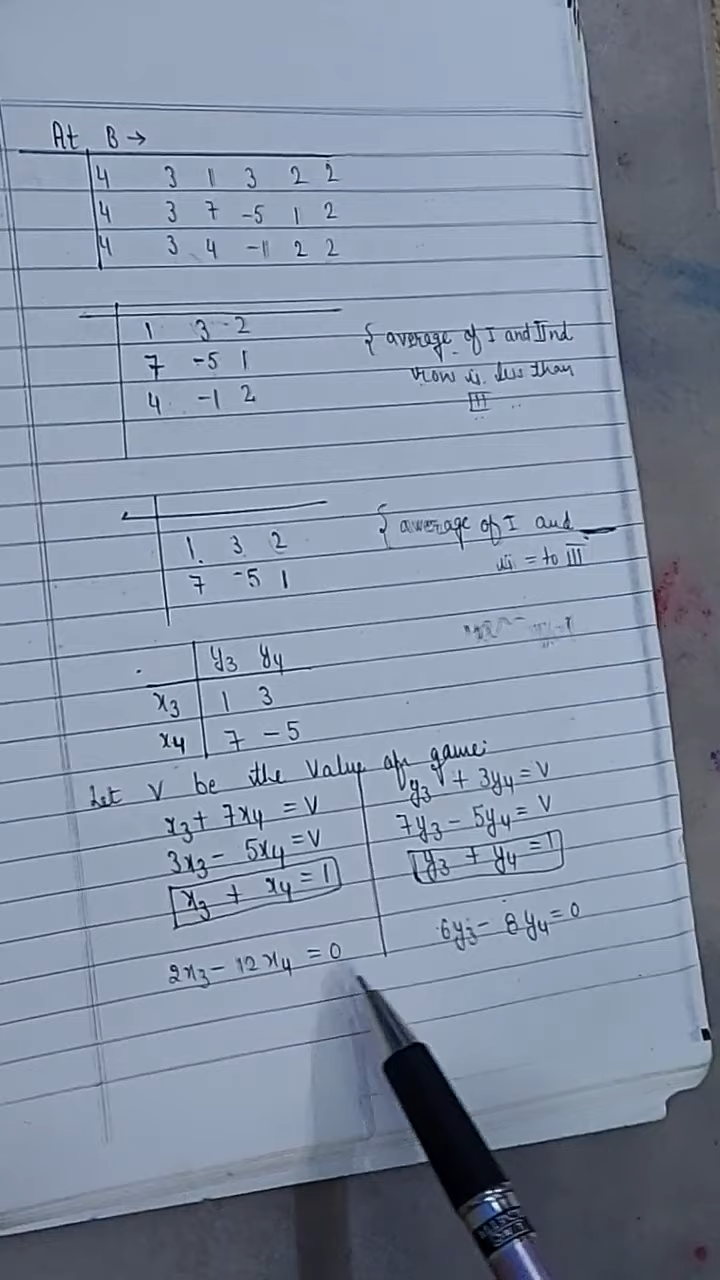 At B →
4 3 1 3 2 2
4 3 7 -5 1 2
4 3 4 -1 2 2
1 3 2
7 -5 1
4 -1 2
{ average of I and IInd
row is less than
III
1 3 2
7 -5 1
{ average of I and
= to III
y₃ y₄
x₃ 1 3
x₄ 7 -5
Let V be the Value game:
x₃ + 7x₄ = V
3x₃ - 5x₄ = V
x₃ + x₄ = 1
2x₃ - 12x₄ = 0
y₃ + 3y₄ = V
7y₃ - 5y₄ = V
y₃ + y₄ = 1
6y₃ - 8y₄ = 0